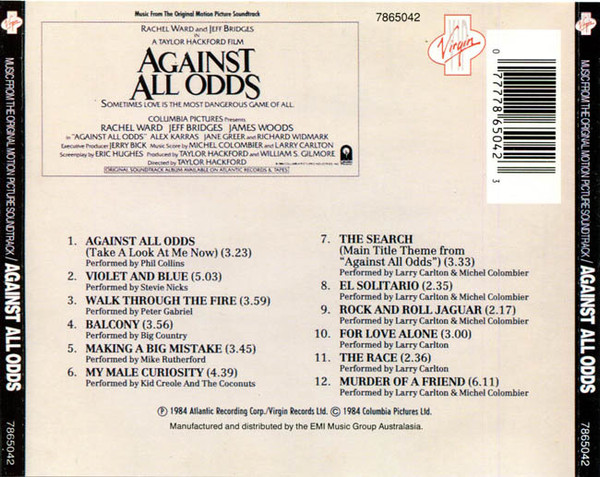 Music From The Original Motion Picture Soundtrack
7865042
Virgin
RACHEL WARD and JEFF BRIDGES
in
A TAYLOR HACKFORD FILM
AGAINST
ALL ODDS
SOMETIMES LOVE IS THE MOST DANGEROUS GAME OF ALL.
COLUMBIA PICTURES Presents
RACHEL WARD JEFF BRIDGES JAMES WOODS
in "AGAINST ALL ODDS" ALEX KARRAS JANE GREER and RICHARD WIDMARK
Executive Producer JERRY BICK Music Score by MICHEL COLOMBIER and LARRY CARLTON
Screenplay by ERIC HUGHES Produced by TAYLOR HACKFORD and WILLIAM S. GILMORE
Directed by TAYLOR HACKFORD
ORIGINAL SOUNDTRACK ALBUM AVAILABLE ON ATLANTIC RECORDS & TAPES
0 77778 65042 3
1. AGAINST ALL ODDS
(Take A Look At Me Now) (3.23)
Performed by Phil Collins
2. VIOLET AND BLUE (5.03)
Performed by Stevie Nicks
3. WALK THROUGH THE FIRE (3.59)
Performed by Peter Gabriel
4. BALCONY (3.56)
Performed by Big Country
5. MAKING A BIG MISTAKE (3.45)
Performed by Mike Rutherford
6. MY MALE CURIOSITY (4.39)
Performed by Kid Creole And The Coconuts
7. THE SEARCH
(Main Title Theme from
"Against All Odds") (3.33)
Performed by Larry Carlton & Michel Colombier
8. EL SOLITARIO (2.35)
Performed by Larry Carlton & Michel Colombier
9. ROCK AND ROLL JAGUAR (2.17)
Performed by Larry Carlton & Michel Colombier
10. FOR LOVE ALONE (3.00)
Performed by Larry Carlton
11. THE RACE (2.36)
Performed by Larry Carlton
12. MURDER OF A FRIEND (6.11)
Performed by Larry Carlton & Michel Colombier
Ⓟ 1984 Atlantic Recording Corp./Virgin Records Ltd. © 1984 Columbia Pictures Ltd.
Manufactured and distributed by the EMI Music Group Australasia.
Virgin
MUSIC FROM THE ORIGINAL MOTION PICTURE SOUNDTRACK / AGAINST ALL ODDS
7865042
Virgin
MUSIC FROM THE ORIGINAL MOTION PICTURE SOUNDTRACK / AGAINST ALL ODDS
7865042